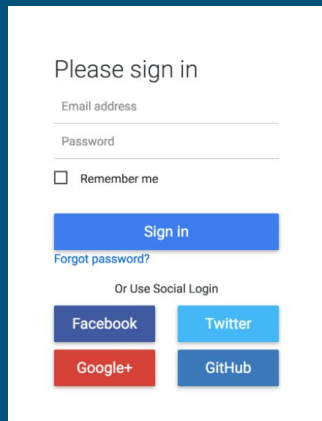 Please sign in
Email address
Password
Remember me
Sign in
Forgot password?
Or Use Social Login
Facebook Twitter
Google+ GitHub